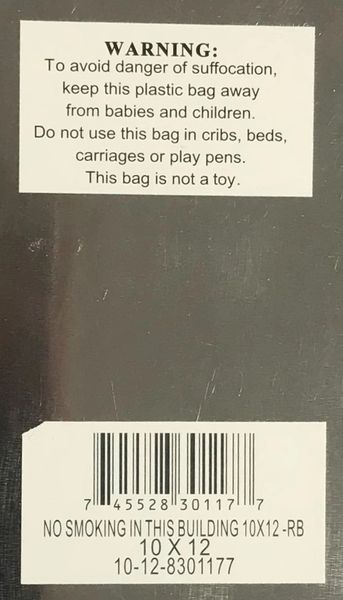 WARNING:
To avoid danger of suffocation,
keep this plastic bag away
from babies and children.
Do not use this bag in cribs, beds,
carriages or play pens.
This bag is not a toy.
7 45528 30117 7
NO SMOKING IN THIS BUILDING 10X12 -RB
10 X 12
10-12-8301177